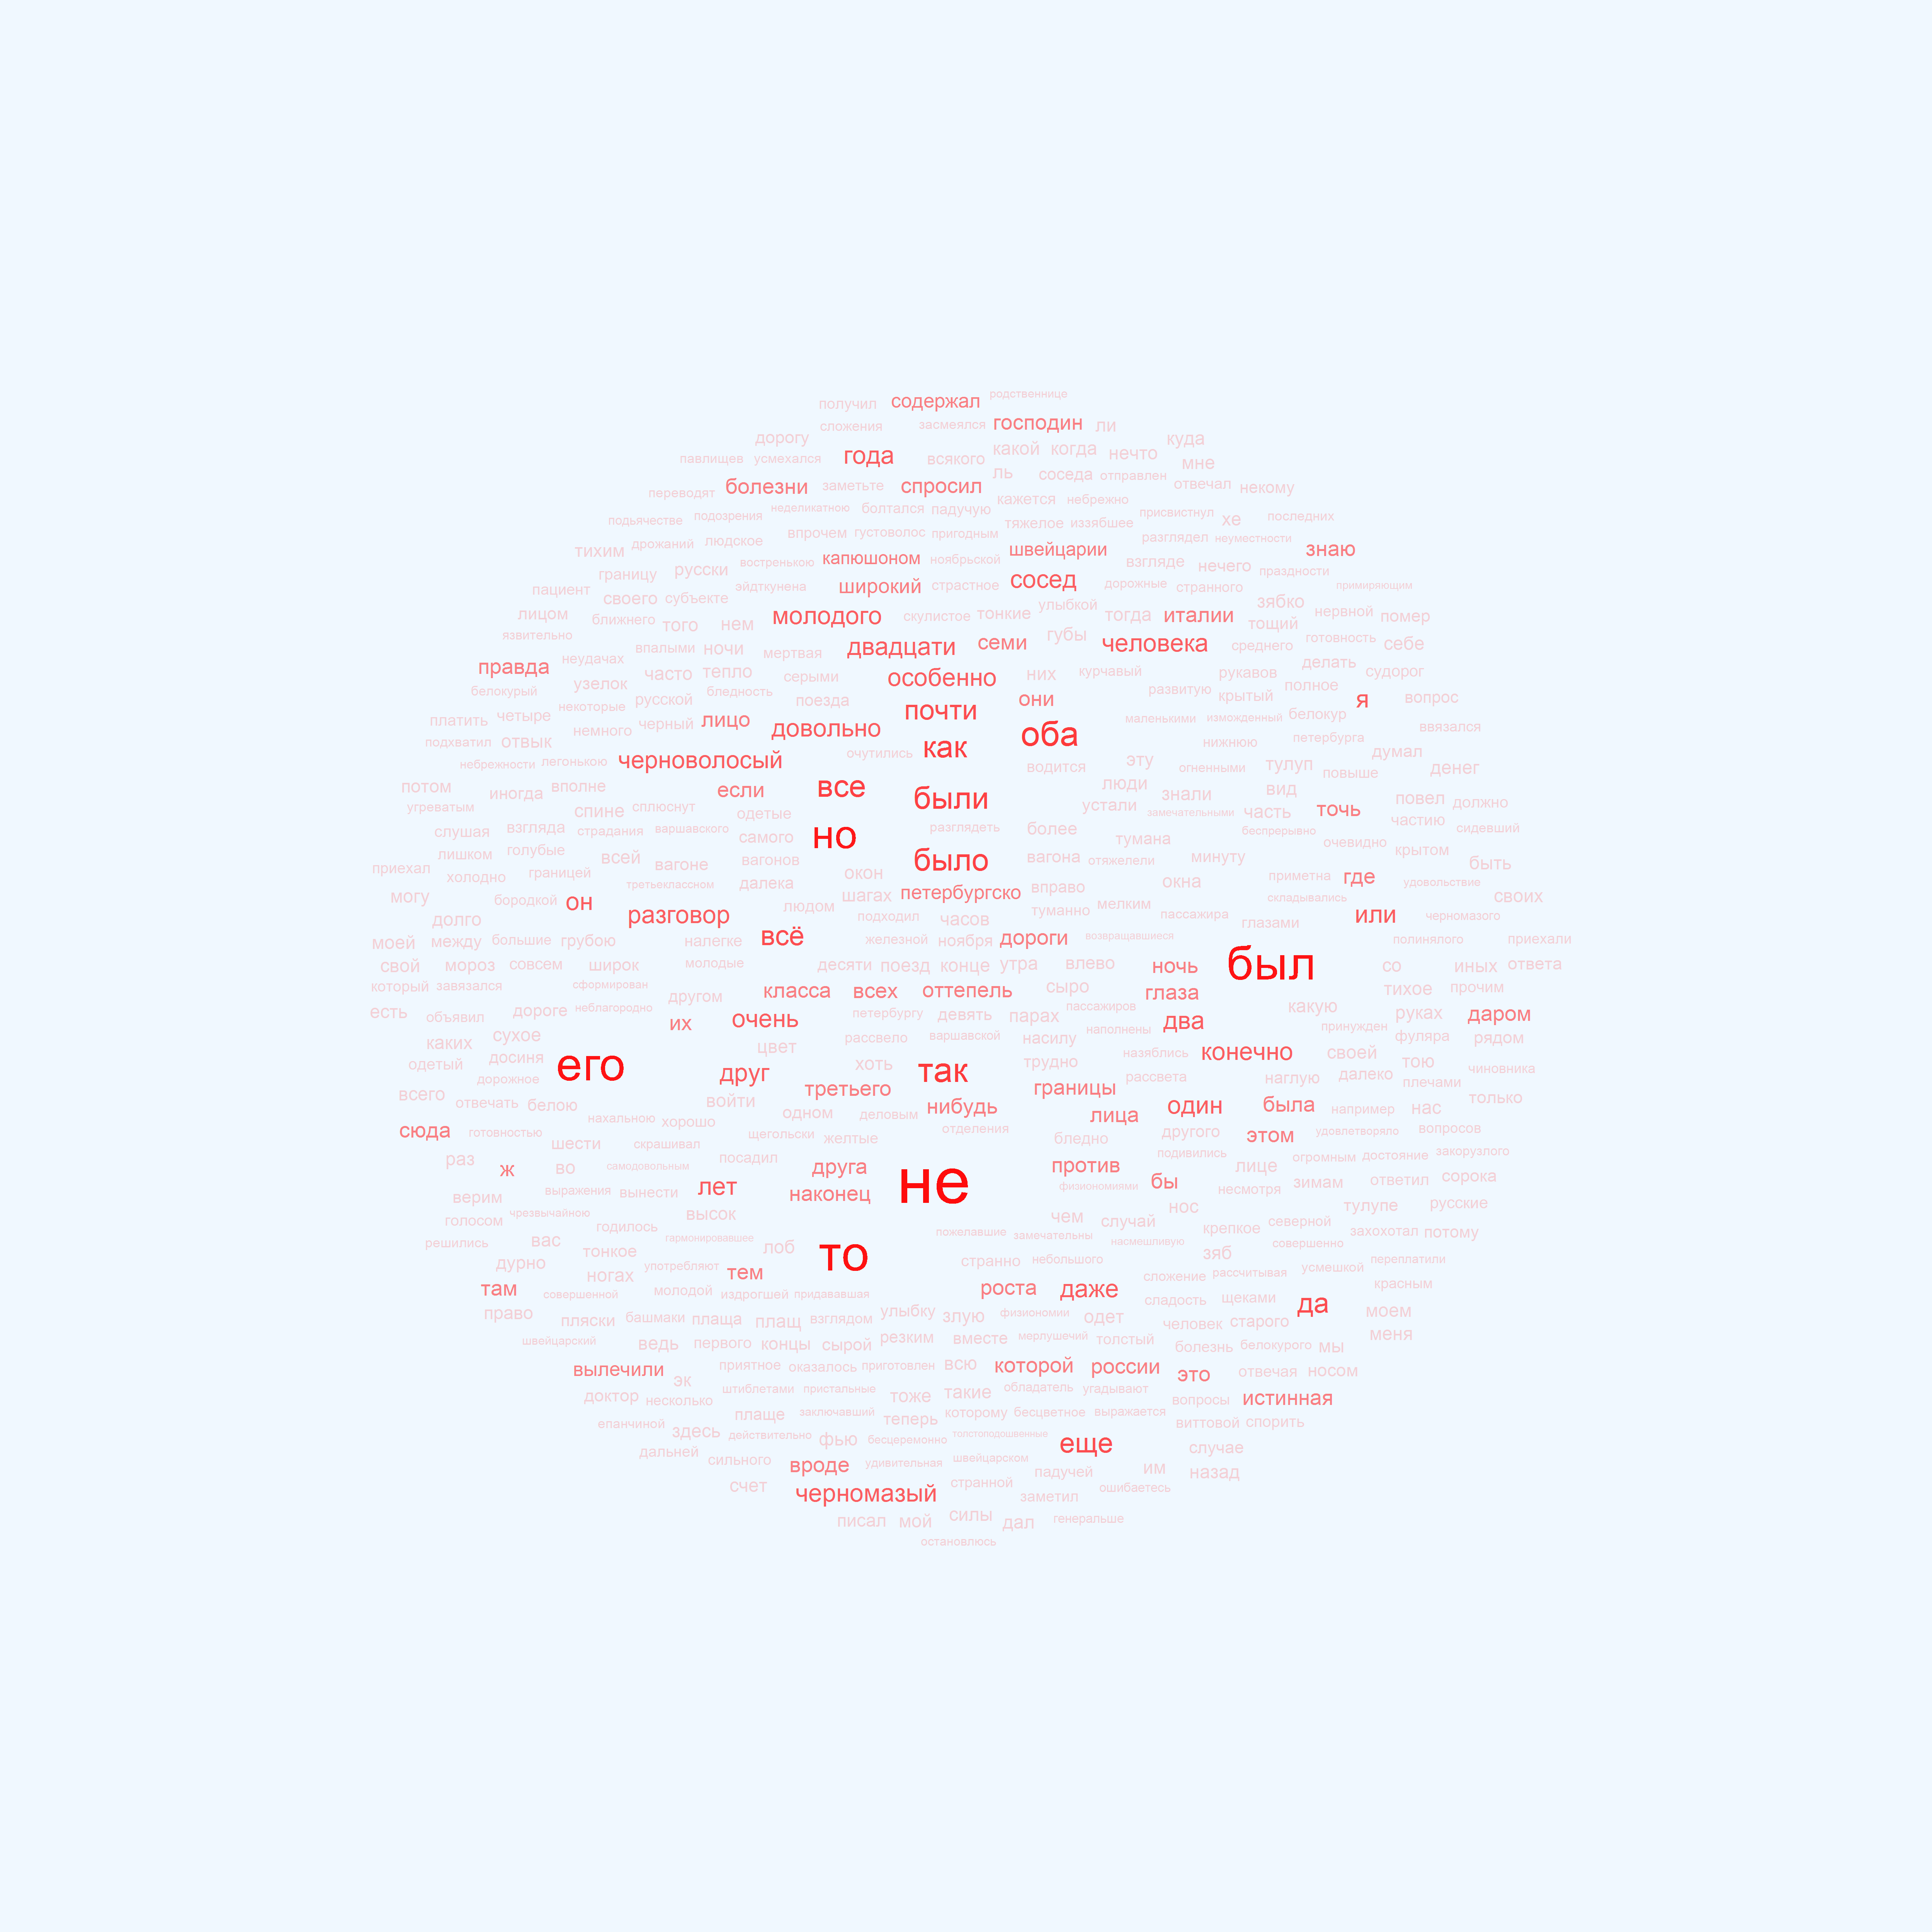 родственнице
получил содержал
сложения засмеялся господин ли
дорогу куда
павлищев усмехался года всякого какой когда нечто мне
ль соседа отправлен
переводят болезни заметьте спросил кажется небрежно отвечал некому
подьячестве подозрения неделикатною болтался падучую присвистнул хе последних
тихим дрожаний людское впрочем густоволос пригодным тяжелое иззябшее разглядел неуместности
границу русски востренькою капюшоном ноябрьской швейцарии взгляде нечего праздности знаю
пациент своего субъекте эйдткунена широкий страстное сосед дорожные странного примиряющим
лицом ближнего того нем молодого скулистое тонкие улыбкой тогда италии зябко тощий нервной помер
язвительно впалыми ночи мертвая двадцати семи губы человека среднего готовность себе
правда неудачах часто тепло серыми особенно них курчавый рукавов делать судорог
белокурый узелок некоторые русской бледность поезда почти они развитую крытый полное я вопрос
платить четыре немного черный лицо довольно оба маленькими изможденный белокур ввязался
подхватил отвык черноволосый очутились как нижнюю петербурга думал
небрежности легонькою водится эту огненными тулуп повыше денег
потом иногда вполне если все были люди знали вид повел должно
угреватым спине сплюснут одетые устали замечательными часть точь частию
слушая взгляда страдания варшавского самого но разглядеть более тумана беспрерывно очевидно сидевший
лишком голубые всей вагоне вагонов было вагона отяжелели минуту крытом быть
приехал холодно границей третьеклассном далека окон окна приметна где удовольствие
могу бородкой он людом шагах петербургско вправо мелким складывались своих
долго разговор подходил часов туманно пассажира глазами или черномазого
моей между большие грубою налегке всё железной ноября дороги возвращавшиеся полинялого приехали
свой мороз совсем широк молодые десяти поезд конце утра влево ночь был со иных ответа
который завязался сформирован другом класса всех оттепель сыро глаза тихое прочим
есть объявил дороге неблагородно их очень петербургу девять парах пассажиров два какую руках даром
каких сухое цвет рассвело варшавской насилу наполнены принужден фуляра рядом
одетый досиня его друг хоть так трудно назяблись конечно своей тою чиновника
всего дорожное третьего границы рассвета наглую далеко плечами
отвечать белою войти одном деловым нибудь лица один была например нас только
сюда готовностью нахальною хорошо щегольски желтые отделения бледно другого этом удовлетворяло вопросов
раз шести скрашивал посадил подивились лице огромным достояние закорузлого
ж во самодовольным друга не против бы несмотря зимам ответил сорока
верим выражения вынести лет наконец физиономиями нос тулупе русские
голосом чрезвычайною годилось высок чем случай крепкое северной захохотал потому
решились вас тонкое гармонировавшее лоб то пожелавшие замечательны насмешливую зяб совершенно переплатили
дурно ногах употребляют тем странно небольшого сложение рассчитывая усмешкой красным
там совершенной молодой издрогшей придававшая роста даже сладость щеками да
право пляски башмаки плаща плащ взглядом улыбку злую физиономии одет человек старого моем
швейцарский ведь первого концы сырой резким вместе мерлушечий толстый болезнь белокурого мы меня
вылечили приятное оказалось приготовлен всю которой россии это отвечая носом
эк штиблетами пристальные обладатель угадывают
доктор несколько тоже такие вопросы истинная
епанчиной плаще заключавший теперь которому бесцветное выражается виттовой спорить
здесь действительно фью бесцеремонно толстоподошвенные еще случае
дальней сильного вроде удивительная швейцарском падучей им назад
счет черномазый странной заметил ошибаетесь
писал мой силы дал генеральше
остановлюсь